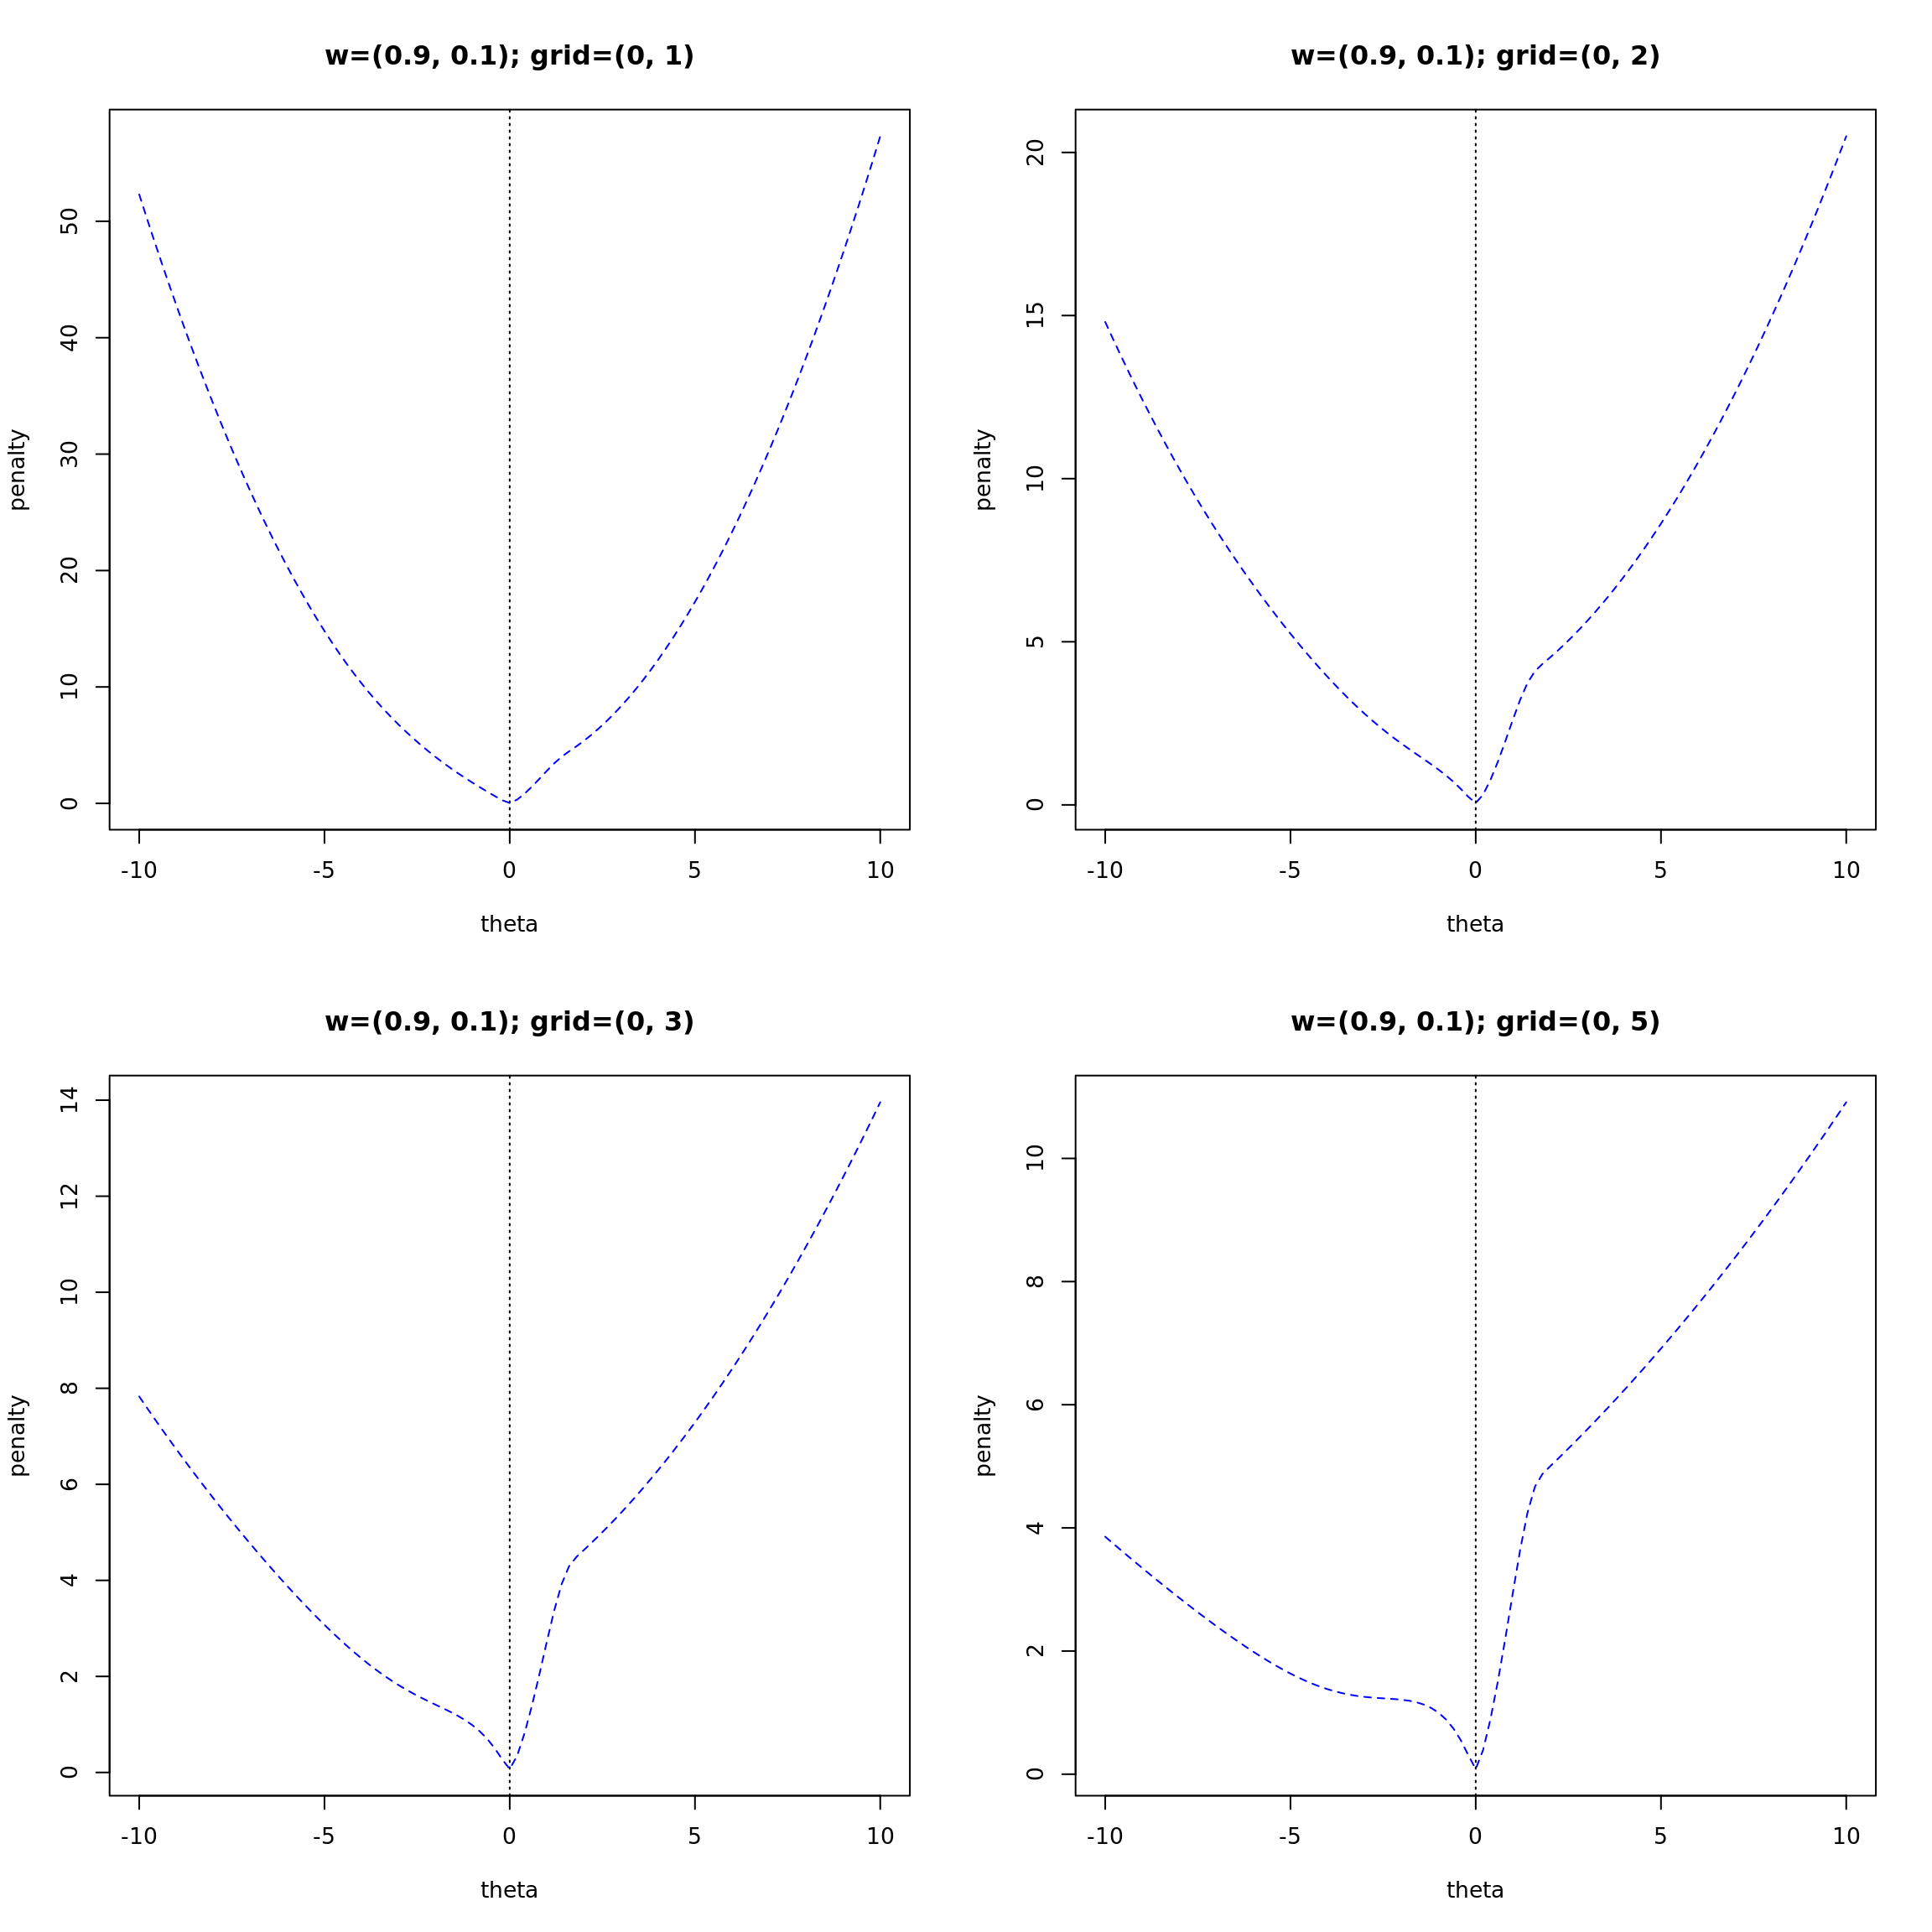 w=(0.9, 0.1); grid=(0, 1)
penalty
0 10 20 30 40 50
-10 -5 0 5 10
theta
w=(0.9, 0.1); grid=(0, 2)
penalty
0 5 10 15 20
-10 -5 0 5 10
theta
w=(0.9, 0.1); grid=(0, 3)
penalty
0 2 4 6 8 10 12 14
-10 -5 0 5 10
theta
w=(0.9, 0.1); grid=(0, 5)
penalty
0 2 4 6 8 10
-10 -5 0 5 10
theta